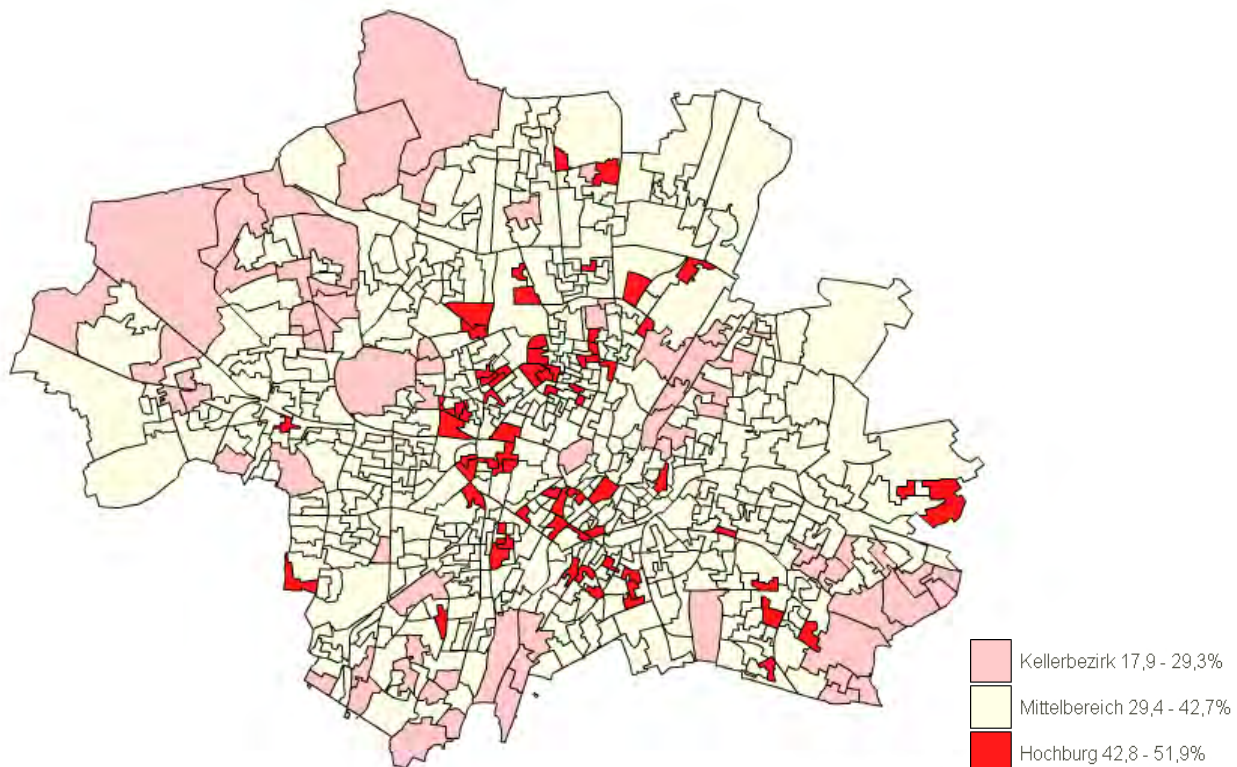 Kellerbezirk 17,9 - 29,3%
Mittelbereich 29,4 - 42,7%
Hochburg 42,8 - 51,9%